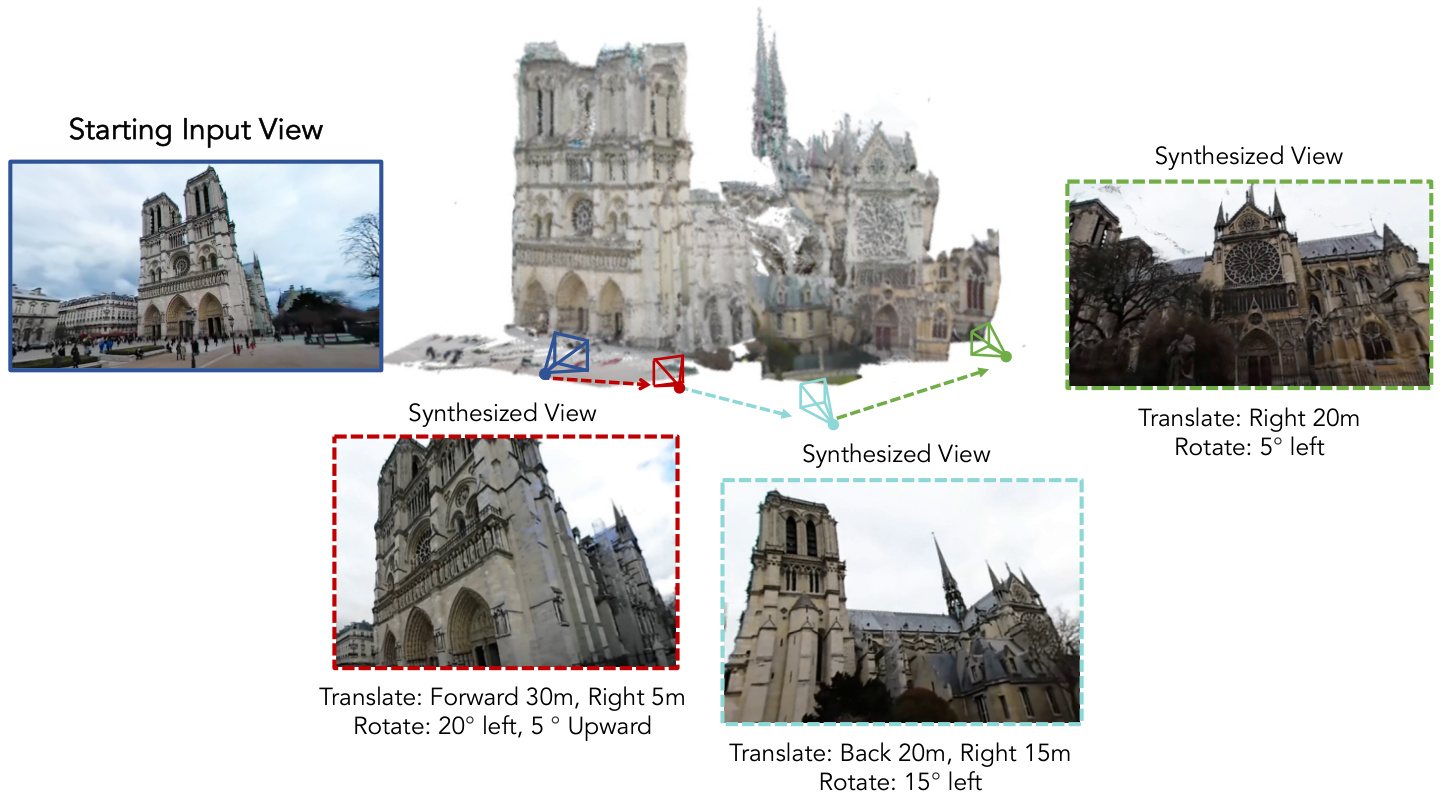 Starting Input View
Synthesized View
Translate: Forward 30m, Right 5m
Rotate: 20° left, 5 ° Upward
Synthesized View
Translate: Back 20m, Right 15m
Rotate: 15° left
Synthesized View
Translate: Right 20m
Rotate: 5° left